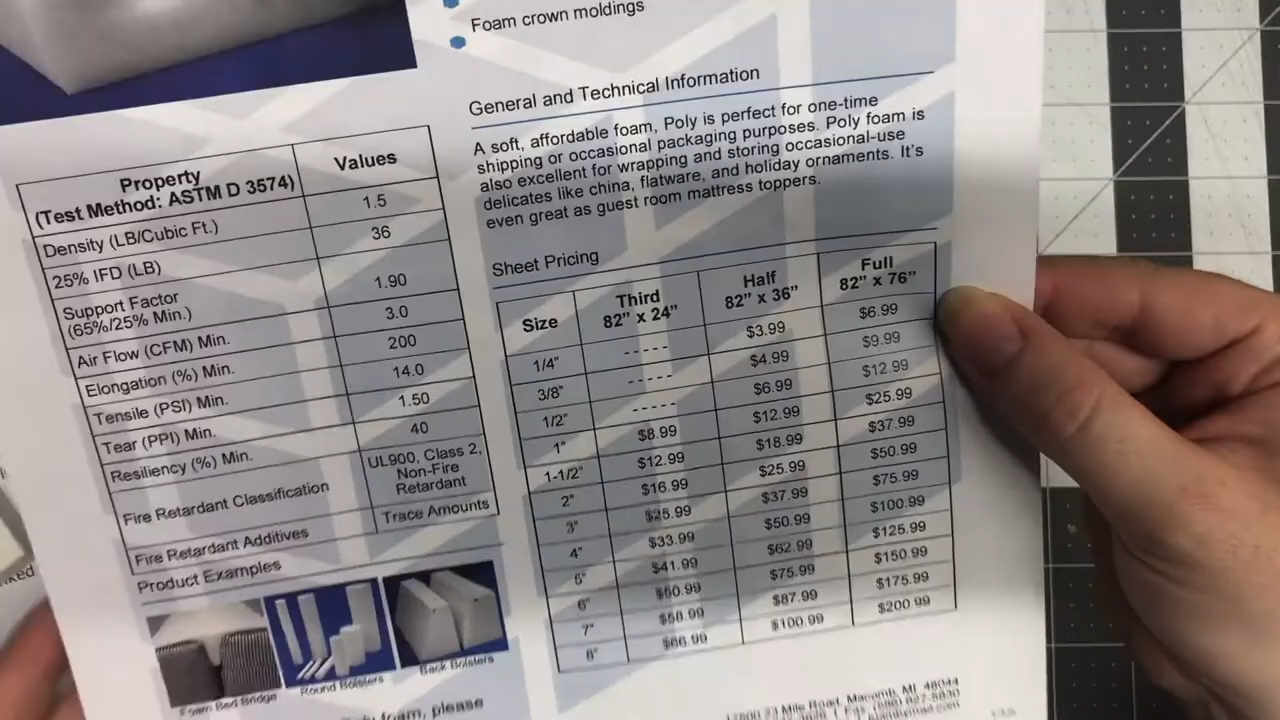 Foam crown moldings
General and Technical Information
A soft, affordable foam, Poly is perfect for one-time
shipping or occasional packaging purposes. Poly foam is
also excellent for wrapping and storing occasional-use
delicates like china, flatware, and holiday ornaments. It's
even great as guest room mattress toppers.
Property
(Test Method: ASTM D 3574) Values
Density (LB/Cubic Ft.) 1.5
25% IFD (LB) 36
Support Factor
(65%/25% Min.) 1.90
Air Flow (CFM) Min. 3.0
Elongation (%) Min. 200
Tensile (PSI) Min. 14.0
Tear (PPI) Min. 1.50
Resiliency (%) Min. 40
Fire Retardant Classification UL900, Class 2,
Non-Fire
Retardant
Fire Retardant Additives Trace Amounts
Product Examples
Foam Bed Bridge
Round Bolsters
Back Bolsters
Sheet Pricing
Size Third
82" x 24" Half
82" x 36" Full
82" x 76"
1/4" ----- $3.99 $6.99
3/8" ----- $4.99 $9.99
1/2" ----- $6.99 $12.99
1" $8.99 $12.99 $25.99
1-1/2" $12.99 $18.99 $37.99
2" $16.99 $25.99 $50.99
3" $25.99 $37.99 $75.99
4" $33.99 $50.99 $100.99
5" $41.99 $62.99 $125.99
6" $50.99 $75.99 $150.99
7" $58.99 $87.99 $175.99
8" $66.99 $100.99 $200.99
foam, please
23 Mile Road, Macomb, MI, 48044